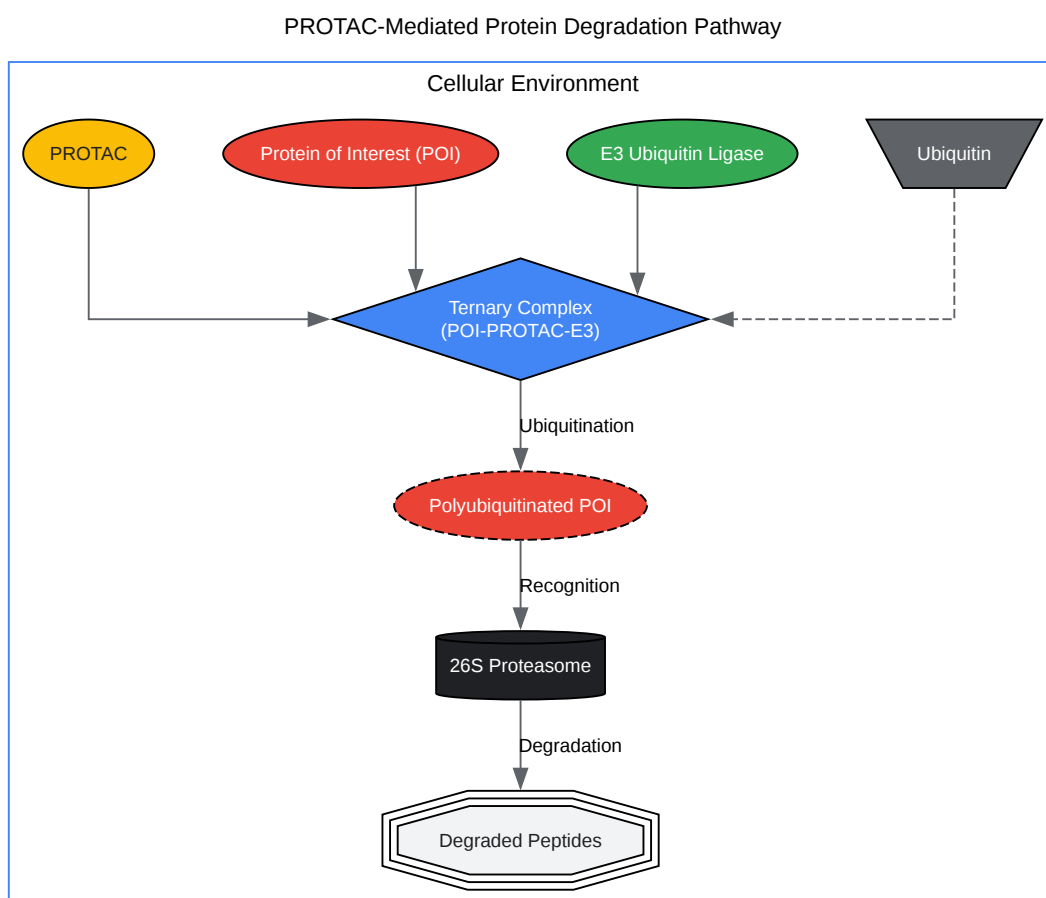 PROTAC-Mediated Protein Degradation Pathway
Cellular Environment
PROTAC
Protein of Interest (POI)
E3 Ubiquitin Ligase
Ubiquitin
Ternary Complex
(POI-PROTAC-E3)
Ubiquitination
Polyubiquitinated POI
Recognition
26S Proteasome
Degradation
Degraded Peptides